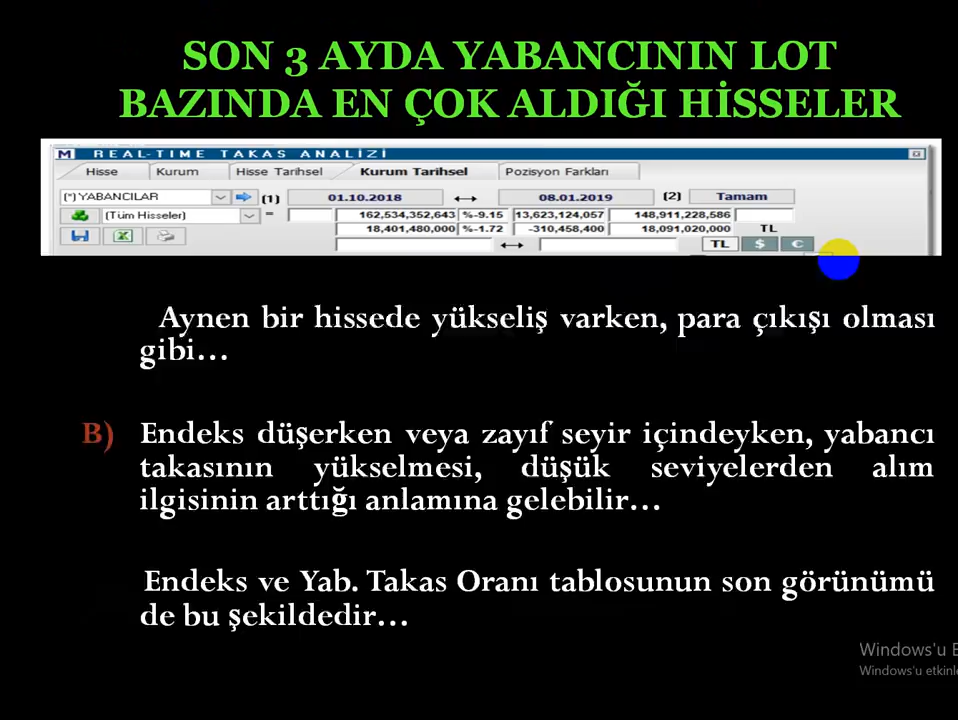 SON 3 AYDA YABANCININ LOT
BAZINDA EN ÇOK ALDIĞI HİSSELER
M REAL-TIME TAKAS ANALİZİ
Hisse Kurum Hisse Tarihsel Kurum Tarihsel Pozisyon Farkları
(*)YABANCILAR (1) 01.10.2018 08.01.2019 (2) Tamam
(Tüm Hisseler) = 162,534,352,643 %-9.15 13,623,124,057 148,911,228,586
18,401,480,000 %-1.72 -310,458,400 18,091,020,000 TL
TL $ €
Aynen bir hissede yükseliş varken, para çıkışı olması
gibi…
B) Endeks düşerken veya zayıf seyir içindeyken, yabancı
takasının yükselmesi, düşük seviyelerden alım
ilgisinin arttığı anlamına gelebilir…
Endeks ve Yab. Takas Oranı tablosunun son görünümü
de bu şekildedir…
Windows'u E
Windows'u etkinle